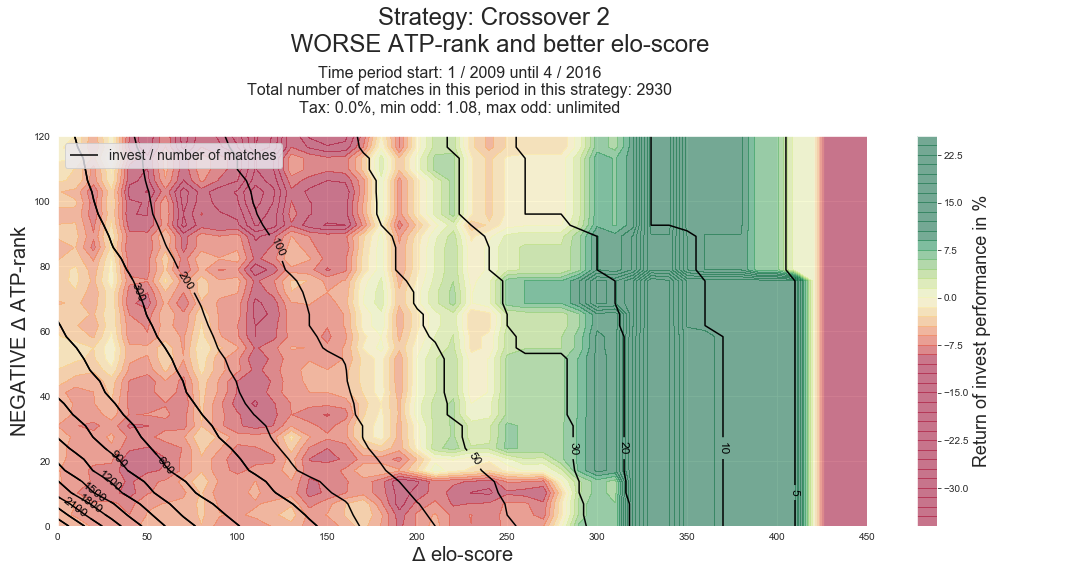 Strategy: Crossover 2
WORSE ATP-rank and better elo-score
Time period start: 1 / 2009 until 4 / 2016
Total number of matches in this period in this strategy: 2930
Tax: 0.0%, min odd: 1.08, max odd: unlimited
invest / number of matches
NEGATIVE Δ ATP-rank
120
100
80
60
40
20
0
0 50 100 150 200 250 300 350 400 450
Δ elo-score
300
200
100
900
600
1200
1500
1800
2100
50
30
20
10
5
22.5
15.0
7.5
0.0
−7.5
−15.0
−22.5
−30.0
Return of invest performance in %